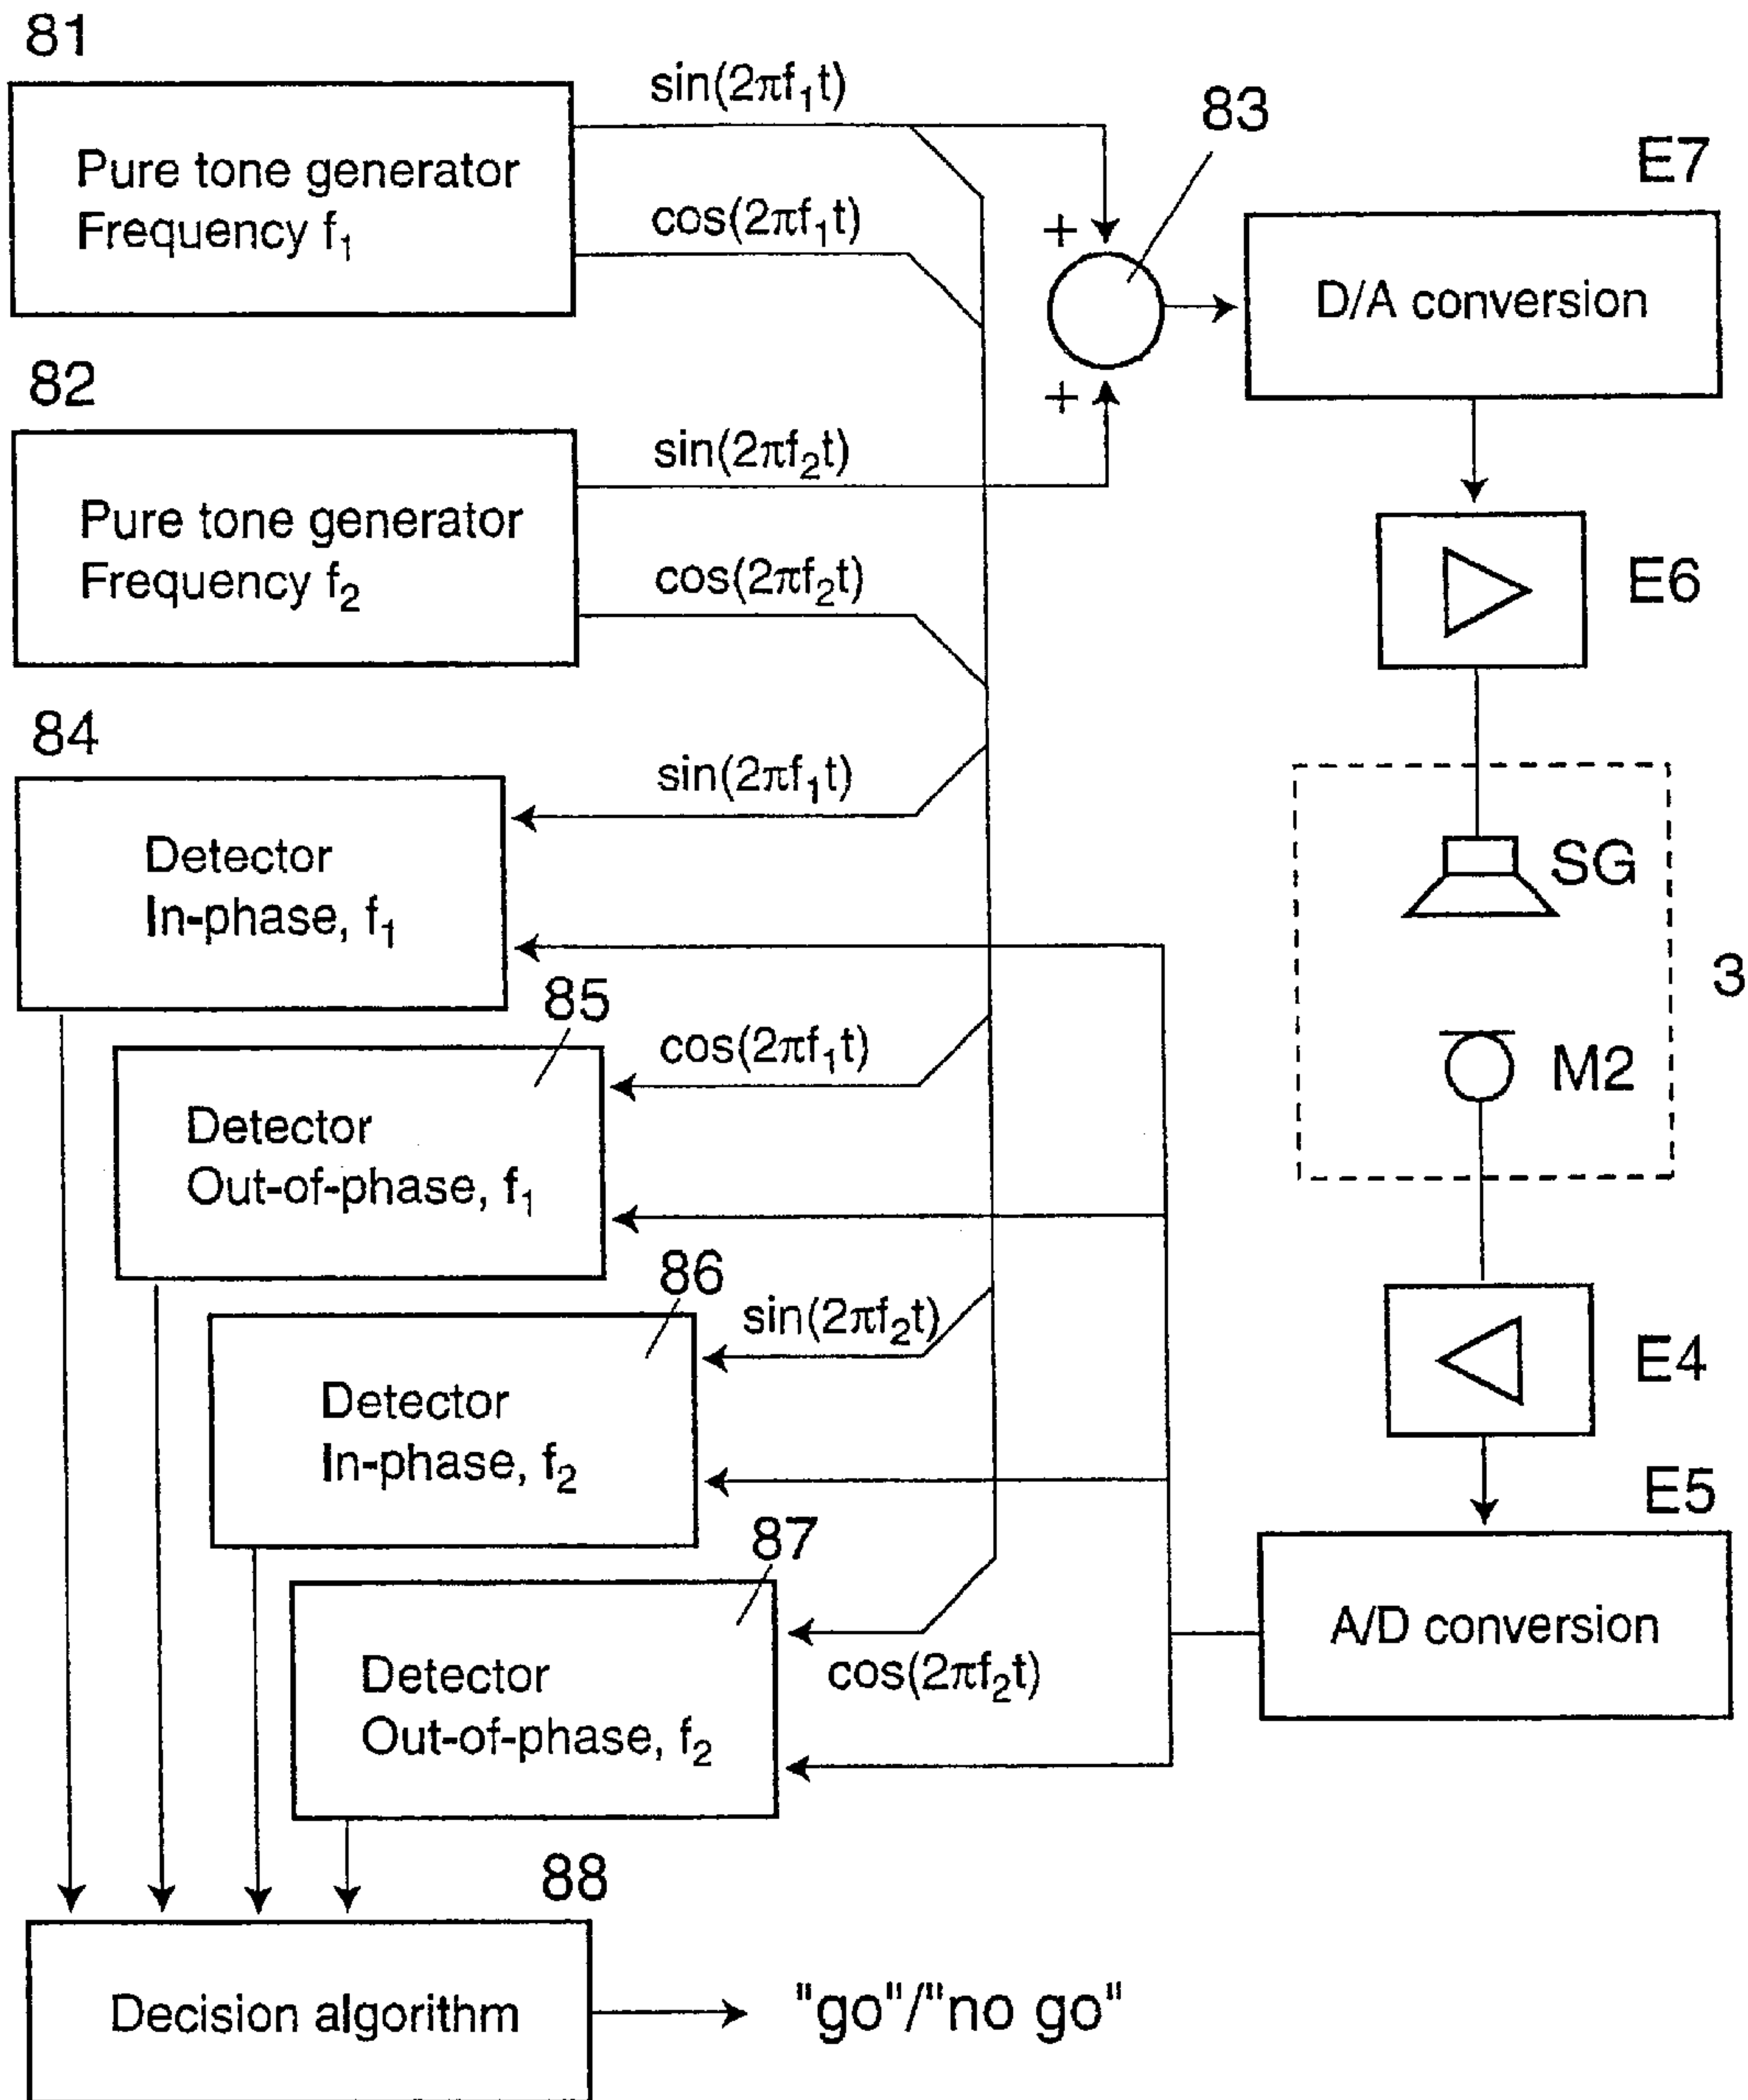 81
Pure tone generator
Frequency f₁
sin(2πf₁t)
cos(2πf₁t)
83
+
+
E7
D/A conversion
82
Pure tone generator
Frequency f₂
sin(2πf₂t)
cos(2πf₂t)
E6
84
Detector
In-phase, f₁
sin(2πf₁t)
SG
3
M2
85
Detector
Out-of-phase, f₁
cos(2πf₁t)
86
Detector
In-phase, f₂
sin(2πf₂t)
E4
E5
A/D conversion
87
Detector
Out-of-phase, f₂
cos(2πf₂t)
88
Decision algorithm
"go"/"no go"